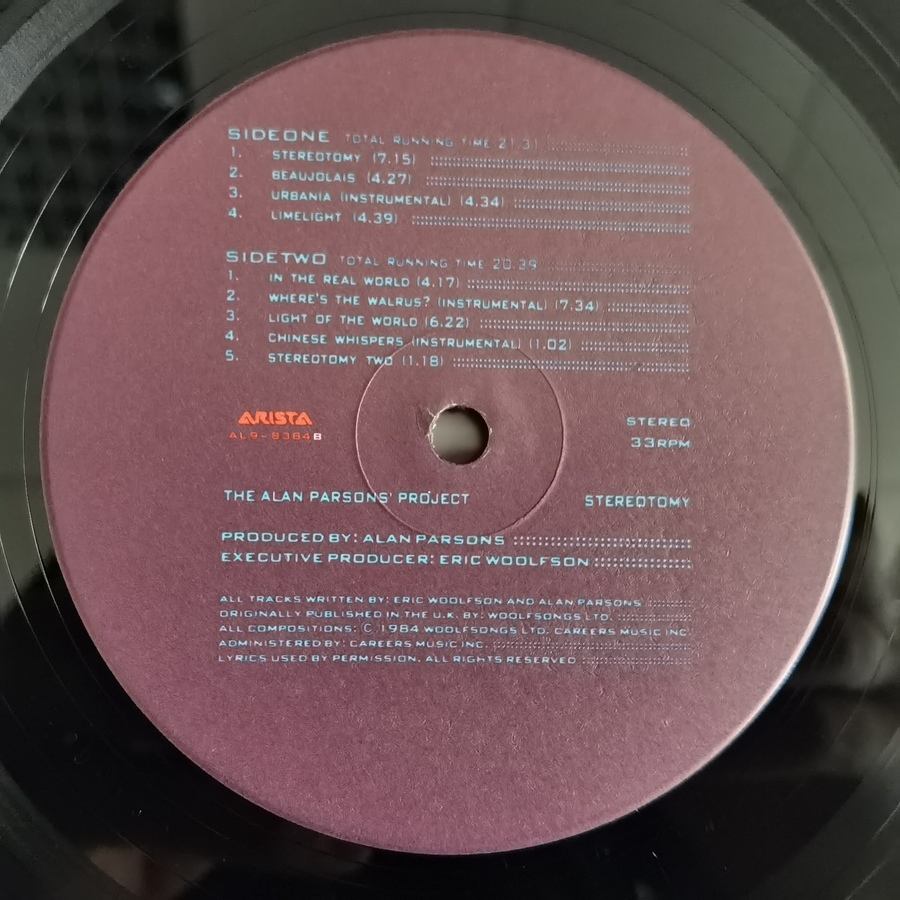 SIDE ONE TOTAL RUNNING TIME 21.31
1. STEREOTOMY (7.15)
2. BEAUJOLAIS (4.27)
3. URBANIA (INSTRUMENTAL) (4.34)
4. LIMELIGHT (4.39)
SIDE TWO TOTAL RUNNING TIME 20.39
1. IN THE REAL WORLD (4.17)
2. WHERE'S THE WALRUS? (INSTRUMENTAL) (7.34)
3. LIGHT OF THE WORLD (6.22)
4. CHINESE WHISPERS (INSTRUMENTAL) (1.02)
5. STEREOTOMY TWO (1.18)
ARISTA STEREO
AL9-8384B 33RPM
THE ALAN PARSONS' PROJECT STEREOTOMY
PRODUCED BY: ALAN PARSONS
EXECUTIVE PRODUCER: ERIC WOOLFSON
ALL TRACKS WRITTEN BY: ERIC WOOLFSON AND ALAN PARSONS
ORIGINALLY PUBLISHED IN THE U.K. BY: WOOLFSONGS LTD.
ALL COMPOSITIONS: © 1984 WOOLFSONGS LTD. CAREERS MUSIC INC.
ADMINISTERED BY: CAREERS MUSIC INC.
LYRICS USED BY PERMISSION. ALL RIGHTS RESERVED